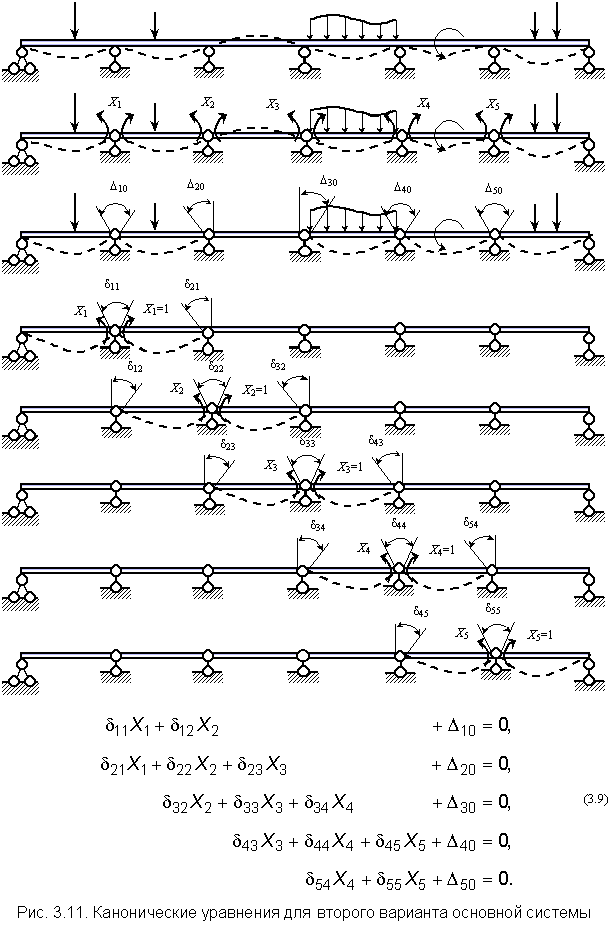 X1 X2 X3 X4 X5
Δ10 Δ20 Δ30 Δ40 Δ50
δ11 δ21
X1 X1=1
δ12 δ22 δ32
X2 X2=1
δ23 δ33 δ43
X3 X3=1
δ34 δ44 δ54
X4 X4=1
δ45 δ55
X5 X5=1
δ11X1 + δ12X2 + Δ10 = 0,
δ21X1 + δ22X2 + δ23X3 + Δ20 = 0,
δ32X2 + δ33X3 + δ34X4 + Δ30 = 0, (3.9)
δ43X3 + δ44X4 + δ45X5 + Δ40 = 0,
δ54X4 + δ55X5 + Δ50 = 0.
Рис. 3.11. Канонические уравнения для второго варианта основной системы